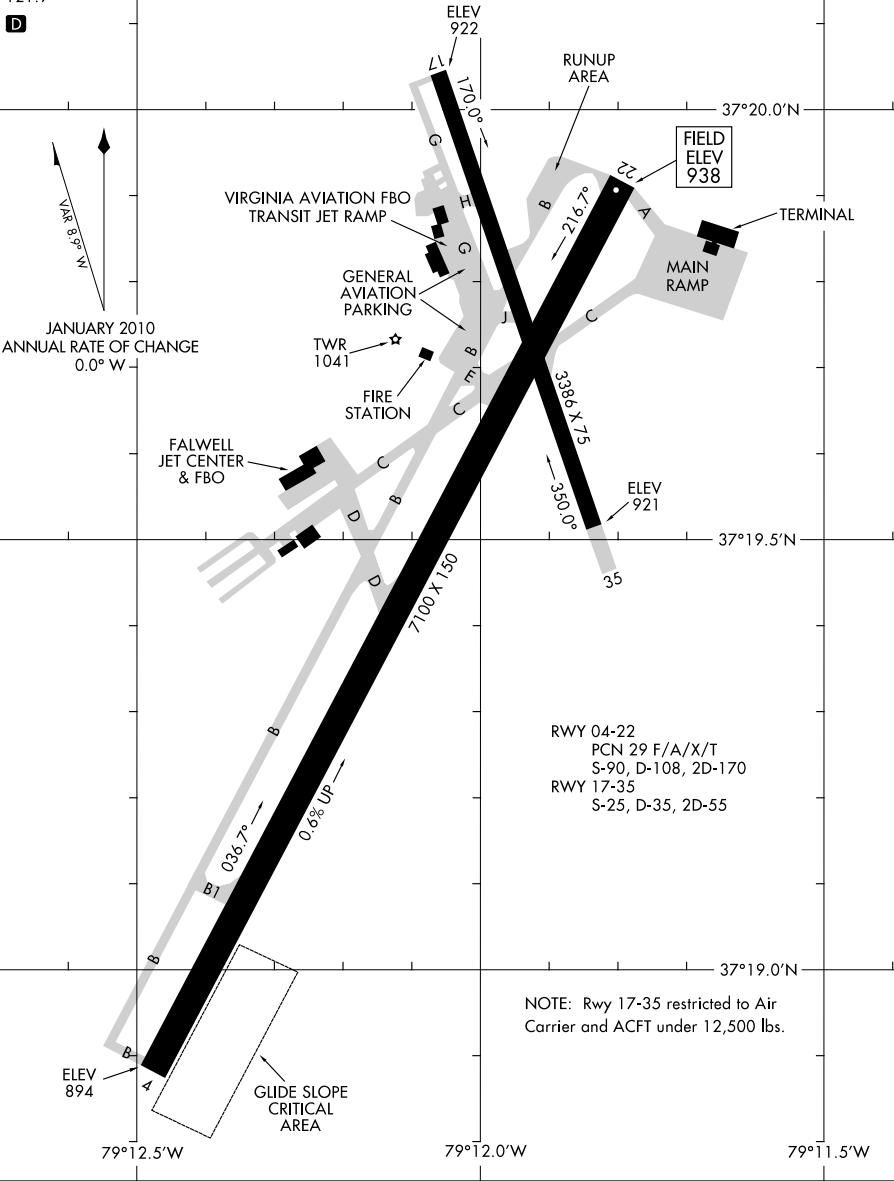 D
ELEV
922
17
170.0°
RUNUP
AREA
37°20.0'N
FIELD
ELEV
938
22
G
VAR 8.9° W
VIRGINIA AVIATION FBO
TRANSIT JET RAMP
H
G
B
216.7°
A
TERMINAL
MAIN
RAMP
GENERAL
AVIATION
PARKING
J
C
JANUARY 2010
ANNUAL RATE OF CHANGE
0.0° W
TWR
1041
B
E
FIRE
STATION
C
3386 X 75
FALWELL
JET CENTER
& FBO
C
B
D
350.0°
ELEV
921
37°19.5'N
D
7100 X 150
35
B
RWY 04-22
PCN 29 F/A/X/T
S-90, D-108, 2D-170
RWY 17-35
S-25, D-35, 2D-55
036.7°
0.6% UP
B1
B
37°19.0'N
NOTE: Rwy 17-35 restricted to Air
Carrier and ACFT under 12,500 lbs.
B
ELEV
894
4
GLIDE SLOPE
CRITICAL
AREA
79°12.5'W
79°12.0'W
79°11.5'W